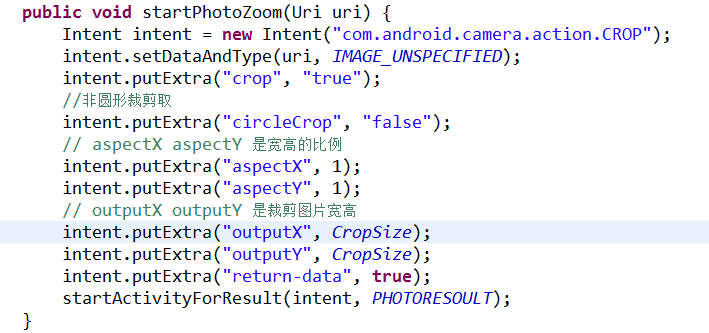 public void startPhotoZoom(Uri uri) {
    Intent intent = new Intent("com.android.camera.action.CROP");
    intent.setDataAndType(uri, IMAGE_UNSPECIFIED);
    intent.putExtra("crop", "true");
    //非圆形裁剪取
    intent.putExtra("circleCrop", "false");
    // aspectX aspectY 是宽高的比例
    intent.putExtra("aspectX", 1);
    intent.putExtra("aspectY", 1);
    // outputX outputY 是裁剪图片宽高
    intent.putExtra("outputX", CropSize);
    intent.putExtra("outputY", CropSize);
    intent.putExtra("return-data", true);
    startActivityForResult(intent, PHOTORESOULT);
}